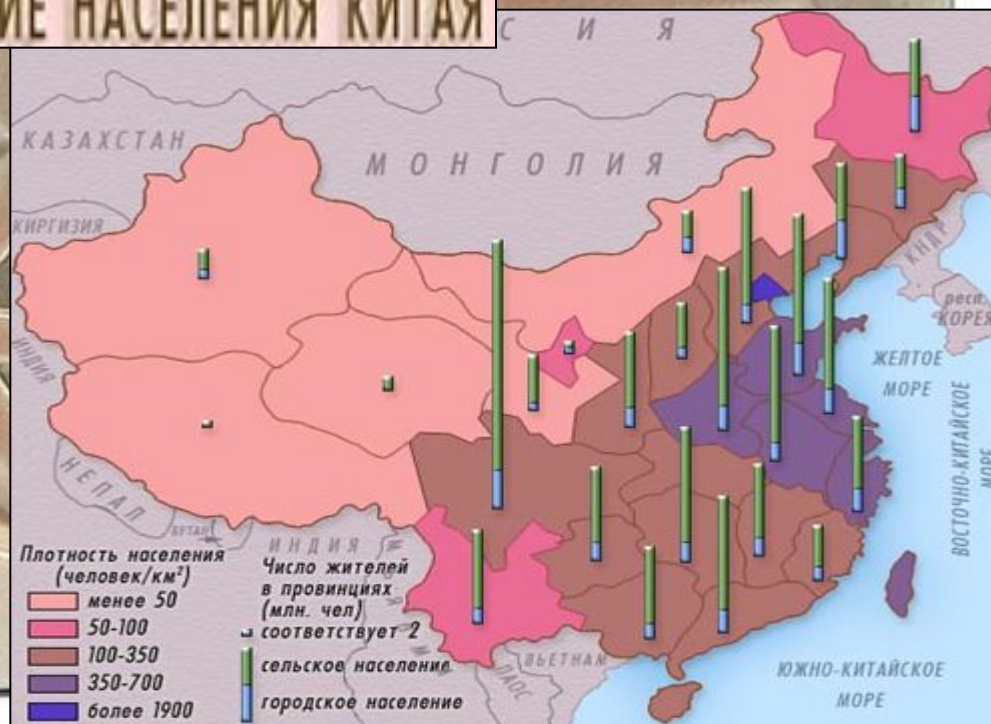 НАСЕЛЕНИЯ КИТАЯ
С И Я
КАЗАХСТАН
МОНГОЛИЯ
КИРГИЗИЯ
КНДР
респ.
КОРЕЯ
ЖЕЛТОЕ
МОРЕ
ИНДИЯ
ВОСТОЧНО-КИТАЙСКОЕ
МОРЕ
НЕПАЛ
БУТАН
ИНДИЯ
ЛАОС
ВЬЕТНАМ
ЮЖНО-КИТАЙСКОЕ
МОРЕ
Плотность населения
(человек/км²)
менее 50
50-100
100-350
350-700
более 1900
Число жителей
в провинциях
(млн. чел)
соответствует 2
сельское население
городское население